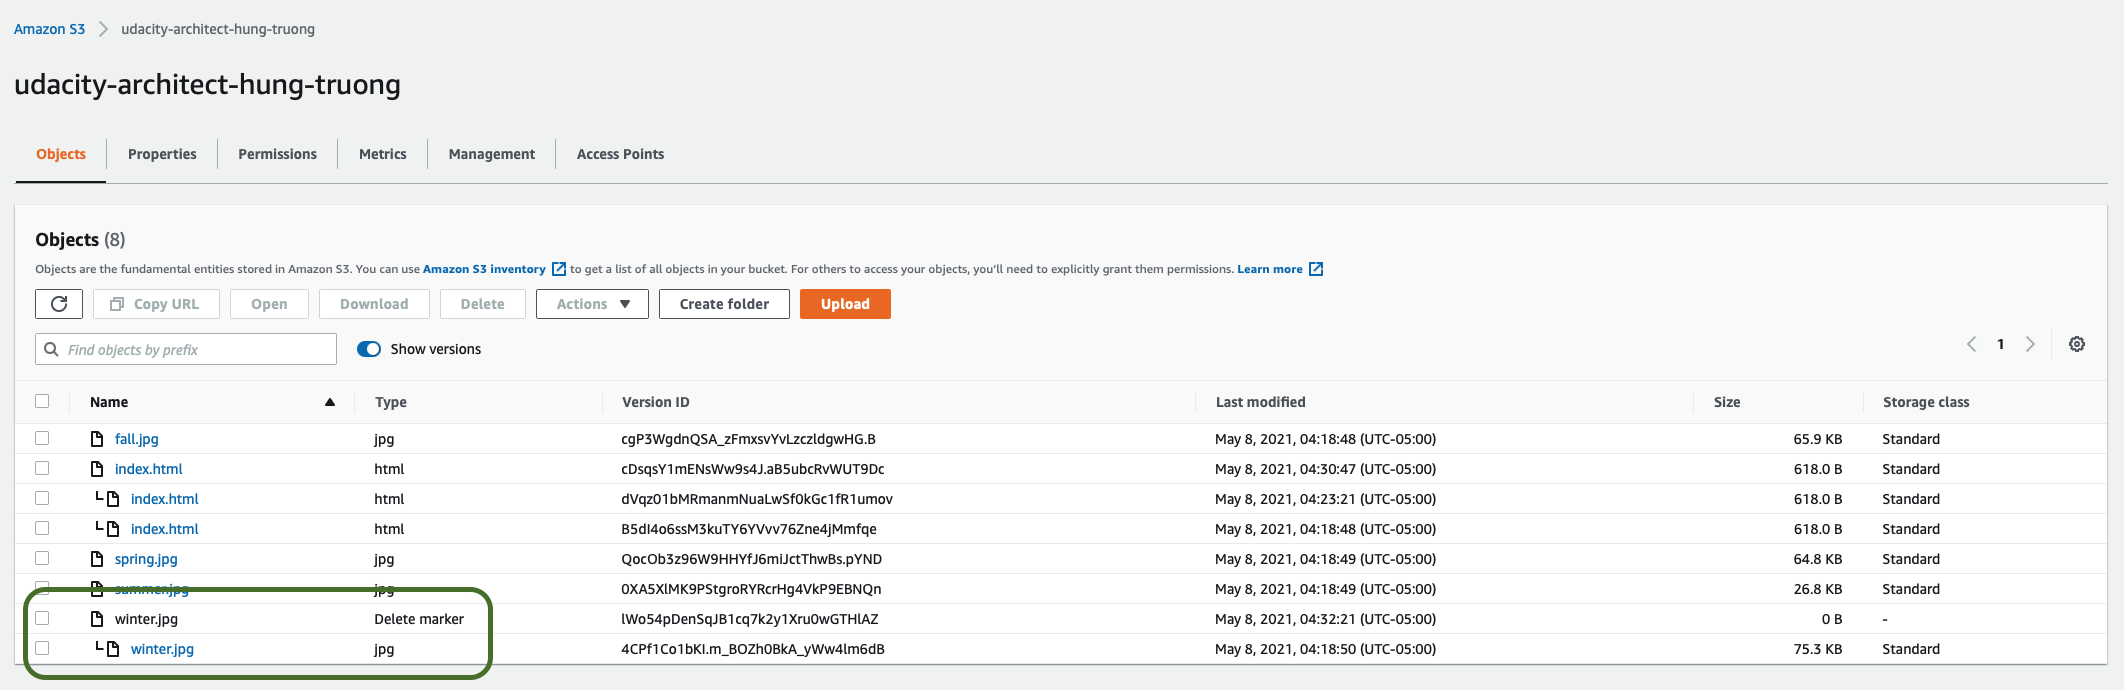 Amazon S3 > udacity-architect-hung-truong
udacity-architect-hung-truong
Objects Properties Permissions Metrics Management Access Points
Objects (8)
Objects are the fundamental entities stored in Amazon S3. You can use Amazon S3 inventory to get a list of all objects in your bucket. For others to access your objects, you'll need to explicitly grant them permissions. Learn more
Copy URL Open Download Delete Actions Create folder Upload
Find objects by prefix Show versions 1
Name Type Version ID Last modified Size Storage class
fall.jpg jpg cgP3WgdnQSA_zFmxsvYvLzczldgwHG.B May 8, 2021, 04:18:48 (UTC-05:00) 65.9 KB Standard
index.html html cDsqsY1mENsWw9s4J.aB5ubcRvWUT9Dc May 8, 2021, 04:30:47 (UTC-05:00) 618.0 B Standard
index.html html dVqz01bMRmanmNuaLwSf0kGc1fR1umov May 8, 2021, 04:23:21 (UTC-05:00) 618.0 B Standard
index.html html B5dI4o6ssM3kuTY6YVvv76Zne4jMmfqe May 8, 2021, 04:18:48 (UTC-05:00) 618.0 B Standard
spring.jpg jpg QocOb3z96W9HHYfJ6miJctThwBs.pYND May 8, 2021, 04:18:49 (UTC-05:00) 64.8 KB Standard
summer.jpg jpg 0XA5XlMK9PStgroRYRcrHg4VkP9EBNQn May 8, 2021, 04:18:49 (UTC-05:00) 26.8 KB Standard
winter.jpg Delete marker lWo54pDenSqJB1cq7k2y1Xru0wGTHlAZ May 8, 2021, 04:32:21 (UTC-05:00) 0 B -
winter.jpg jpg 4CPf1Co1bKI.m_BOZh0BkA_yWw4lm6dB May 8, 2021, 04:18:50 (UTC-05:00) 75.3 KB Standard